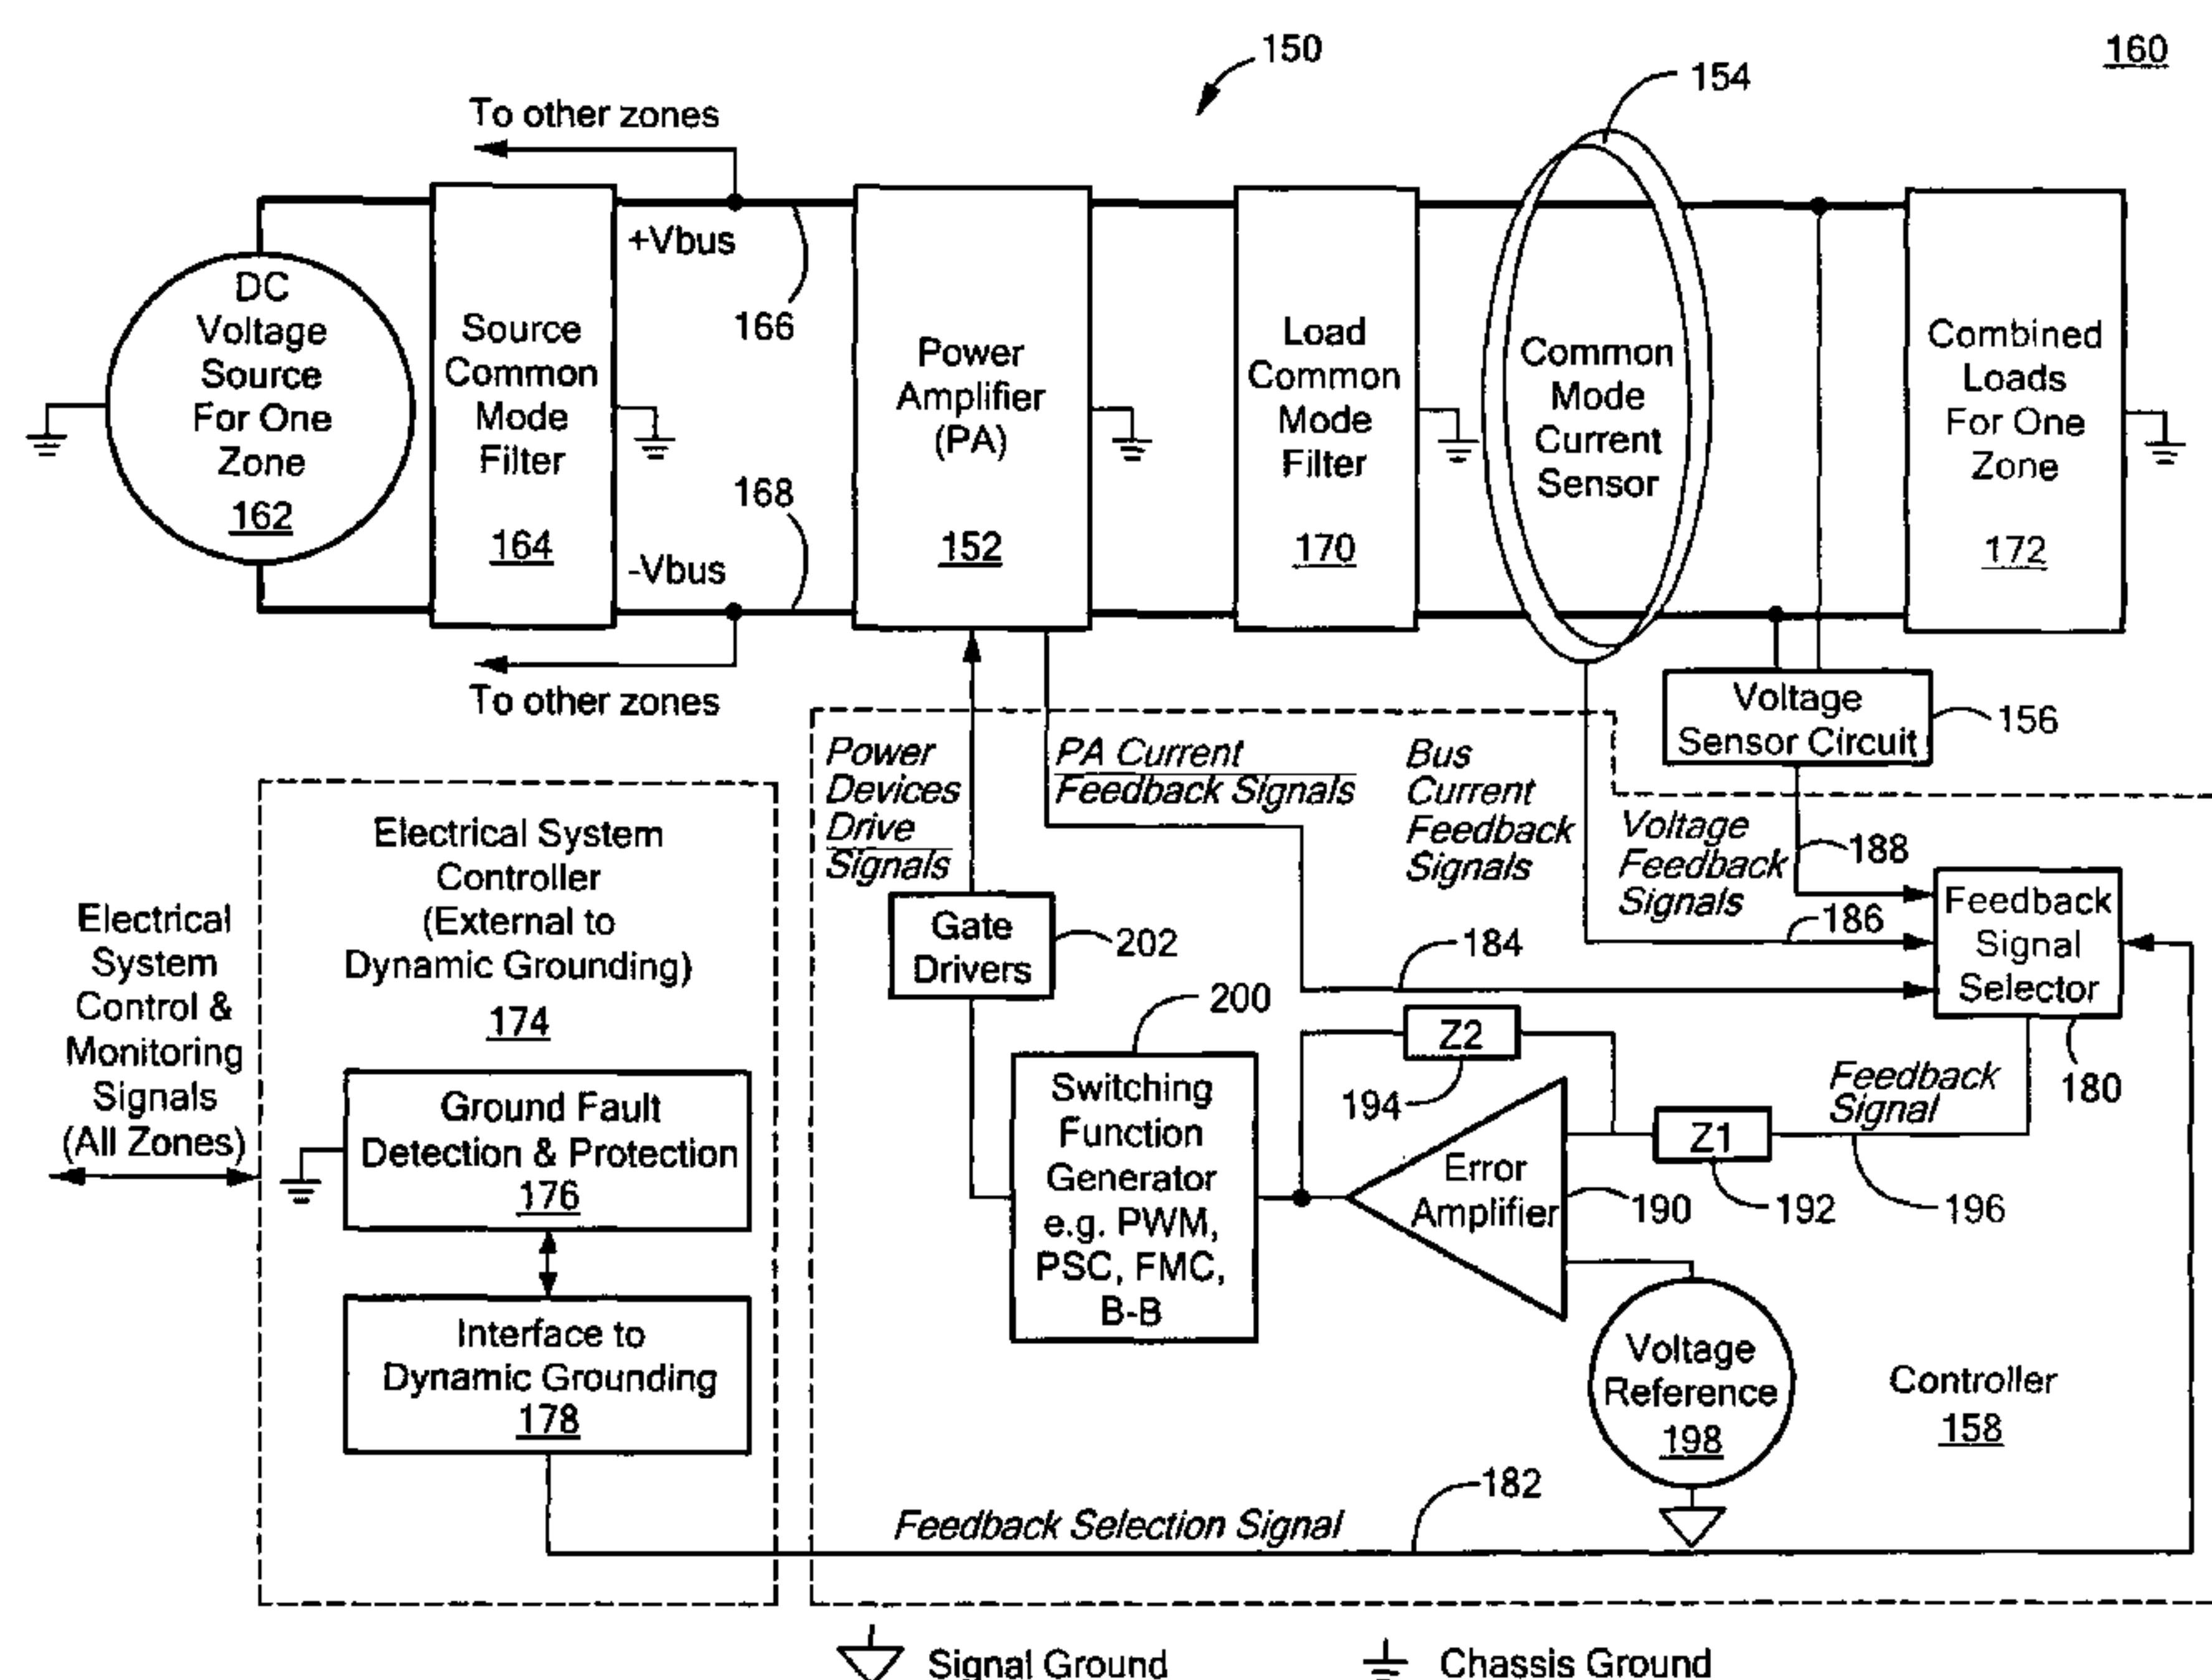 150
160
154
To other zones
DC
Voltage
Source
For One
Zone
162
Source
Common
Mode
Filter
164
+Vbus
166
168
-Vbus
To other zones
Power
Amplifier
(PA)
152
Load
Common
Mode
Filter
170
Common
Mode
Current
Sensor
Combined
Loads
For One
Zone
172
Voltage
Sensor Circuit
156
Power
Devices
Drive
Signals
PA Current
Feedback Signals
Bus
Current
Feedback
Signals
Voltage
Feedback
Signals
188
186
184
Feedback
Signal
Selector
180
Electrical
System
Control &
Monitoring
Signals
(All Zones)
Electrical System
Controller
(External to
Dynamic Grounding)
174
Ground Fault
Detection & Protection
176
Interface to
Dynamic Grounding
178
Gate
Drivers
202
200
Switching
Function
Generator
e.g. PWM,
PSC, FMC,
B-B
Z2
194
Error
Amplifier
190
Z1
192
Feedback
Signal
196
Voltage
Reference
198
Controller
158
182
Feedback Selection Signal
Signal Ground
Chassis Ground